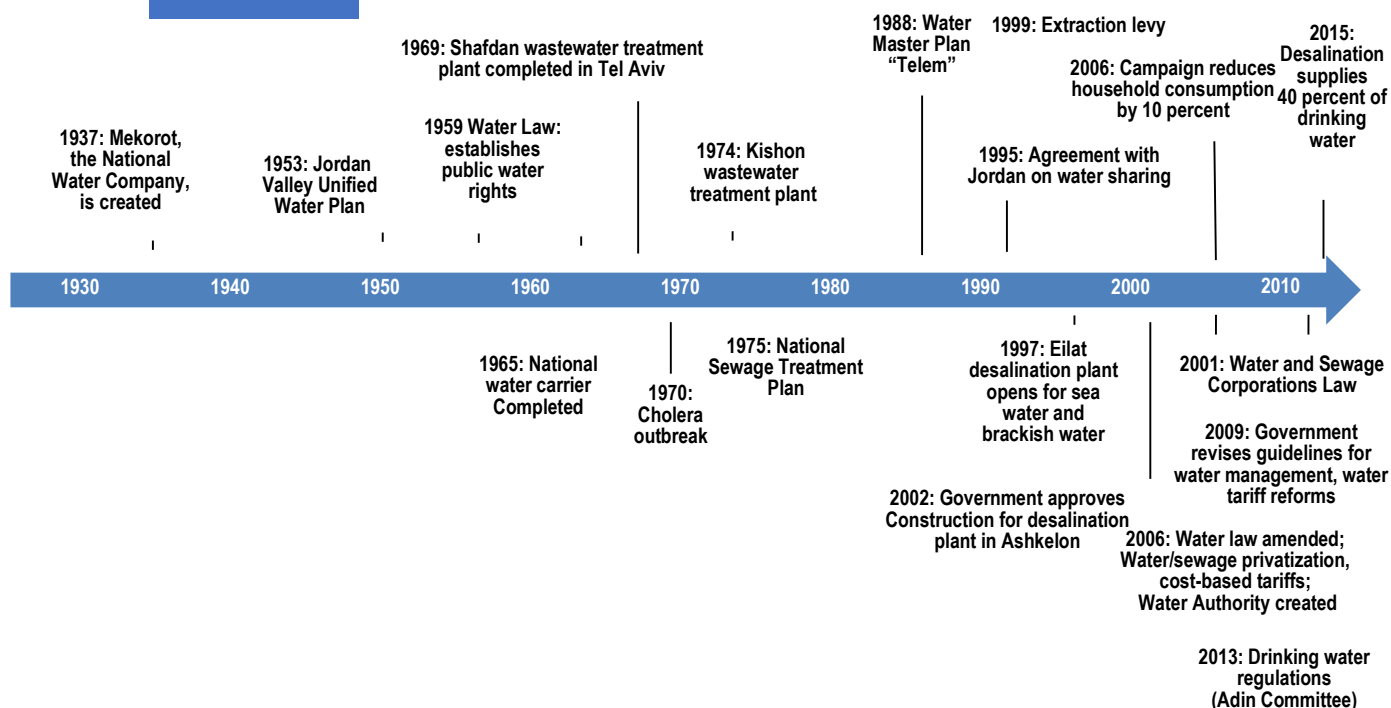 1969: Shafdan wastewater treatment
plant completed in Tel Aviv
1988: Water
Master Plan
“Telem”
1999: Extraction levy
2015:
Desalination
supplies
40 percent of
drinking
water
2006: Campaign reduces
household consumption
by 10 percent
1937: Mekorot,
the National
Water Company,
is created
1953: Jordan
Valley Unified
Water Plan
1959 Water Law:
establishes
public water
rights
1974: Kishon
wastewater
treatment plant
1995: Agreement with
Jordan on water sharing
1930 1940 1950 1960 1970 1980 1990 2000 2010
1965: National
water carrier
Completed
1970:
Cholera
outbreak
1975: National
Sewage Treatment
Plan
1997: Eilat
desalination plant
opens for sea
water and
brackish water
2001: Water and Sewage
Corporations Law
2002: Government approves
Construction for desalination
plant in Ashkelon
2009: Government
revises guidelines for
water management, water
tariff reforms
2006: Water law amended;
Water/sewage privatization,
cost-based tariffs;
Water Authority created
2013: Drinking water
regulations
(Adin Committee)